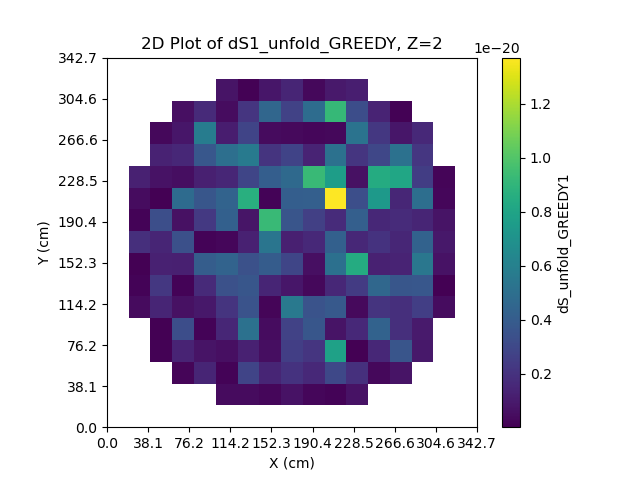 2D Plot of dS1_unfold_GREEDY, Z=2
1e−20
342.7
304.6
266.6
228.5
190.4
152.3
114.2
76.2
38.1
0.0
Y (cm)
0.0 38.1 76.2 114.2 152.3 190.4 228.5 266.6 304.6 342.7
X (cm)
1.2
1.0
0.8
0.6
0.4
0.2
dS_unfold_GREEDY1